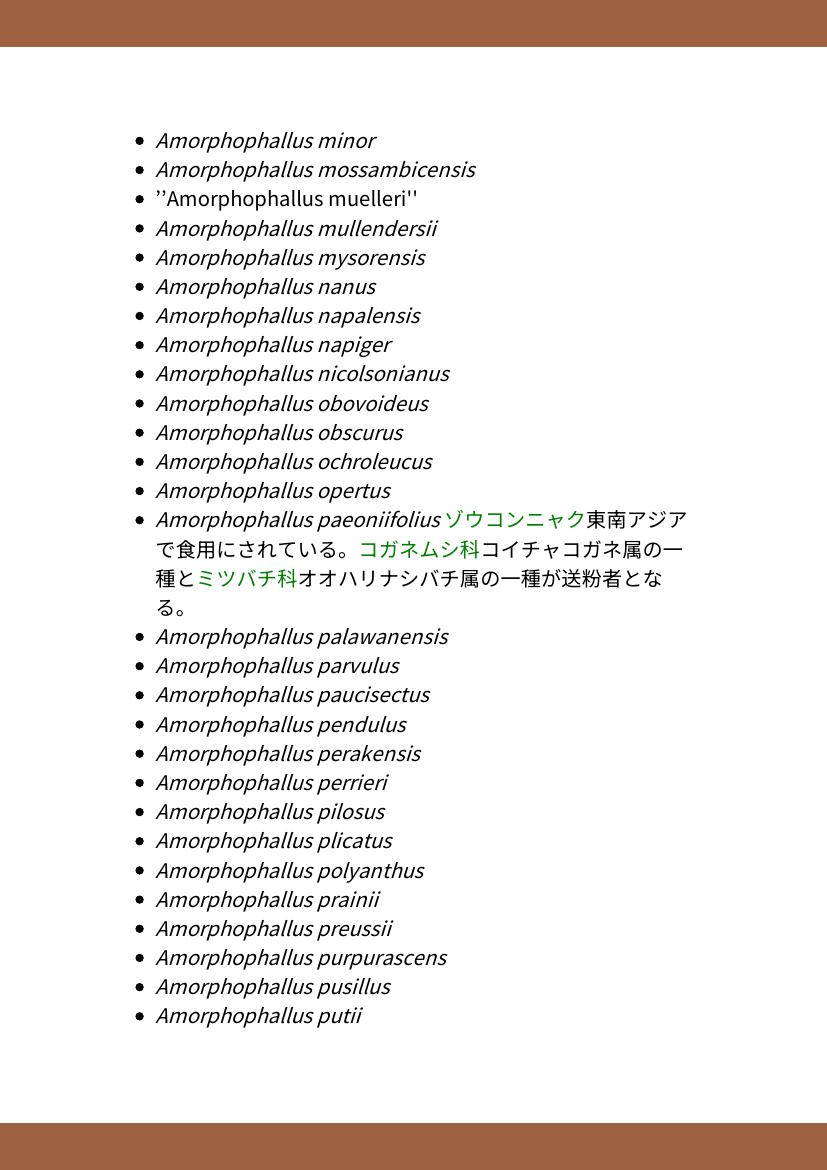 • Amorphophallus minor
• Amorphophallus mossambicensis
• ’’Amorphophallus muelleri''
• Amorphophallus mullendersii
• Amorphophallus mysorensis
• Amorphophallus nanus
• Amorphophallus napalensis
• Amorphophallus napiger
• Amorphophallus nicolsonianus
• Amorphophallus obovoideus
• Amorphophallus obscurus
• Amorphophallus ochroleucus
• Amorphophallus opertus
• Amorphophallus paeoniifolius ゾウコンニャク東南アジア
で食用にされている。コガネムシ科コイチャコガネ属の一
種とミツバチ科オオハリナシバチ属の一種が送粉者とな
る。
• Amorphophallus palawanensis
• Amorphophallus parvulus
• Amorphophallus paucisectus
• Amorphophallus pendulus
• Amorphophallus perakensis
• Amorphophallus perrieri
• Amorphophallus pilosus
• Amorphophallus plicatus
• Amorphophallus polyanthus
• Amorphophallus prainii
• Amorphophallus preussii
• Amorphophallus purpurascens
• Amorphophallus pusillus
• Amorphophallus putii